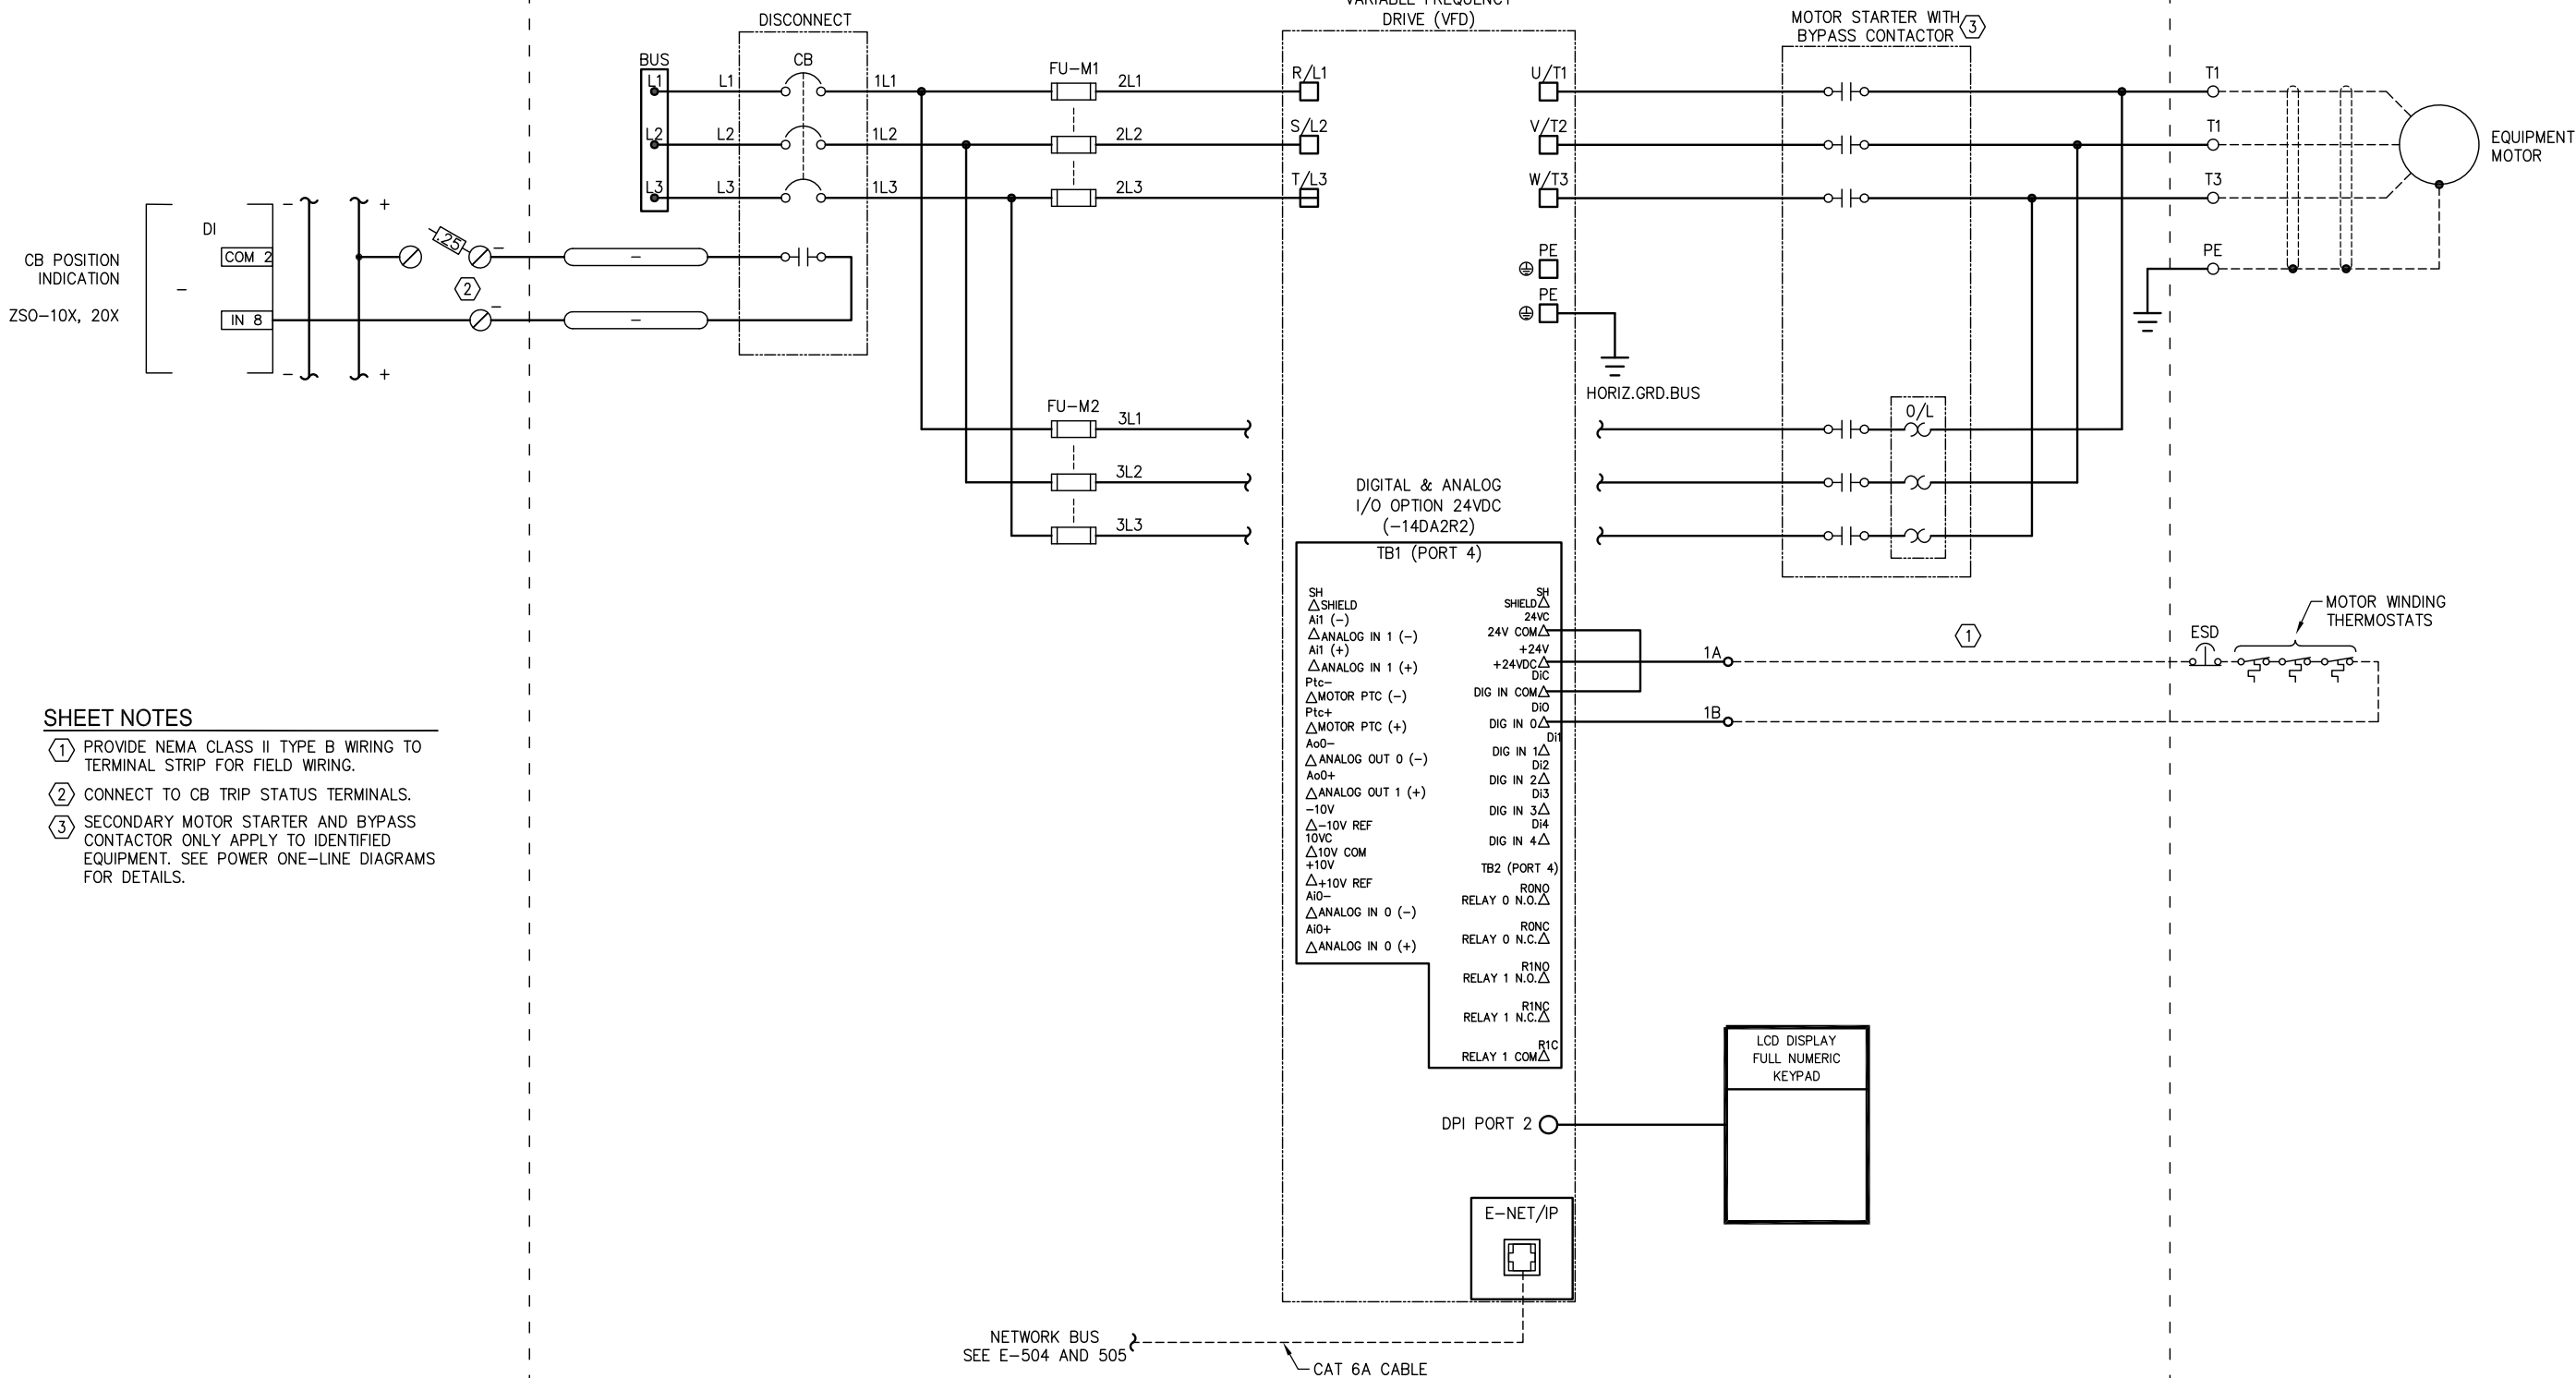 VARIABLE FREQUENCY
DRIVE (VFD)
DISCONNECT
MOTOR STARTER WITH
BYPASS CONTACTOR
3
BUS
CB
L1
L1
1L1
FU-M1
2L1
R/L1
U/T1
T1
L2
L2
1L2
2L2
S/L2
V/T2
T1
EQUIPMENT
MOTOR
L3
L3
1L3
2L3
T/L3
W/T3
T3
PE
PE
PE
HORIZ.GRD.BUS
CB POSITION
INDICATION
ZSO-10X, 20X
DI
COM 2
IN 8
-
-
+
-
+
.25
-
-
2
-
-
FU-M2
3L1
3L2
3L3
O/L
DIGITAL & ANALOG
I/O OPTION 24VDC
(-14DA2R2)
TB1 (PORT 4)
SH
SHIELD
Ai1 (-)
ANALOG IN 1 (-)
Ai1 (+)
ANALOG IN 1 (+)
Ptc-
MOTOR PTC (-)
Ptc+
MOTOR PTC (+)
Ao0-
ANALOG OUT 0 (-)
Ao0+
ANALOG OUT 1 (+)
-10V
-10V REF
10VC
10V COM
+10V
+10V REF
Ai0-
ANALOG IN 0 (-)
Ai0+
ANALOG IN 0 (+)
SH
SHIELD
24VC
24V COM
+24V
+24VDC
DiC
DIG IN COM
Di0
DIG IN 0
Di1
DIG IN 1
Di2
DIG IN 2
Di3
DIG IN 3
Di4
DIG IN 4
TB2 (PORT 4)
R0NO
RELAY 0 N.O.
R0NC
RELAY 0 N.C.
R1NO
RELAY 1 N.O.
R1NC
RELAY 1 N.C.
R1C
RELAY 1 COM
1A
1B
1
ESD
MOTOR WINDING
THERMOSTATS
SHEET NOTES
1 PROVIDE NEMA CLASS II TYPE B WIRING TO
TERMINAL STRIP FOR FIELD WIRING.
2 CONNECT TO CB TRIP STATUS TERMINALS.
3 SECONDARY MOTOR STARTER AND BYPASS
CONTACTOR ONLY APPLY TO IDENTIFIED
EQUIPMENT. SEE POWER ONE-LINE DIAGRAMS
FOR DETAILS.
LCD DISPLAY
FULL NUMERIC
KEYPAD
DPI PORT 2
E-NET/IP
NETWORK BUS
SEE E-504 AND 505
CAT 6A CABLE